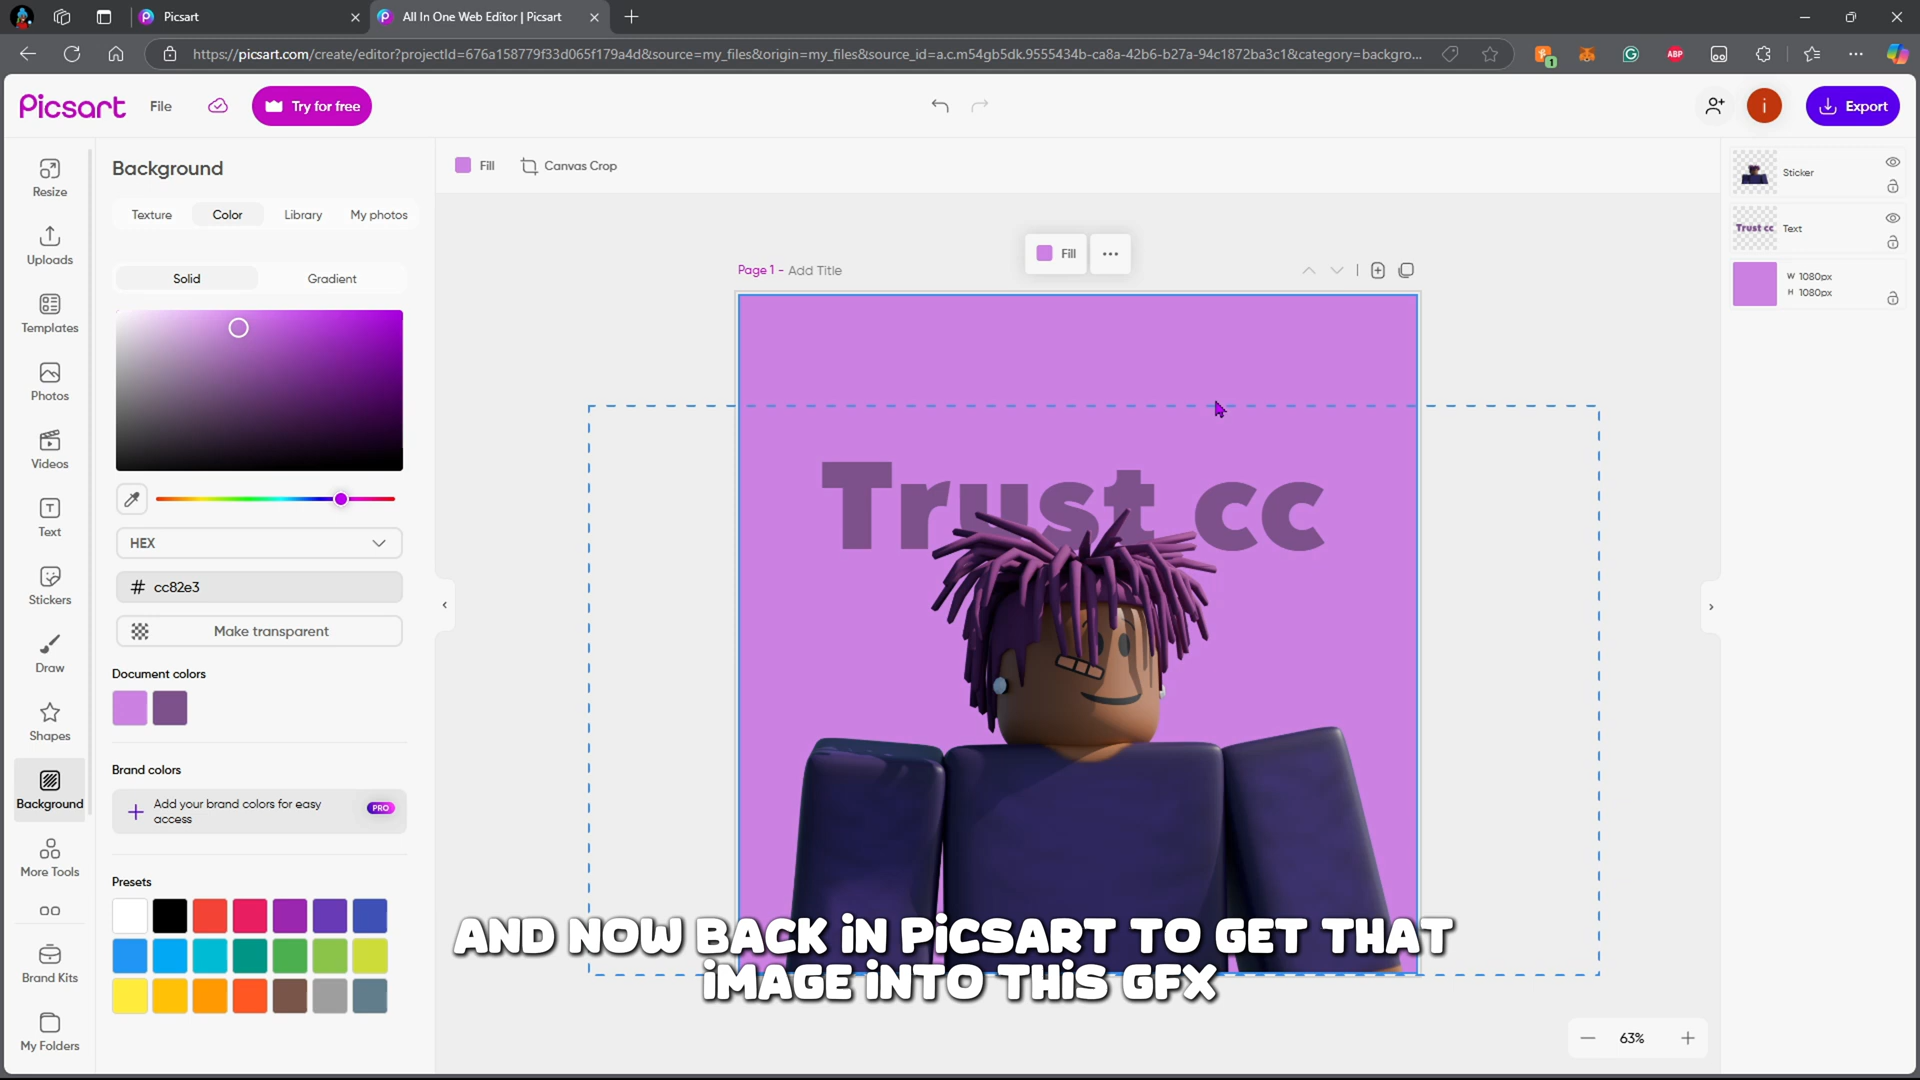 Picsart
All In One Web Editor | Picsart
https://picsart.com/create/editor?projectId=676a158779f33d065f179a4d&source=my_files&origin=my_files&source_id=a.c.m54gb5dk.9555434b-ca8a-42b6-b27a-94c1872ba3c1&category=backgro...
1
ABP
Picsart
File
Try for free
i
Export
Resize
Uploads
Templates
Photos
Videos
Text
Stickers
Draw
Shapes
Background
More Tools
Brand Kits
My Folders
Background
Texture
Color
Library
My photos
Solid
Gradient
HEX
# cc82e3
Make transparent
Document colors
Brand colors
Add your brand colors for easy
access
PRO
Presets
Fill
Canvas Crop
Fill
Page 1 - Add Title
Trust cc
AND NOW BACK IN PICSART TO GET THAT
IMAGE INTO THIS GFX
Sticker
Trust cc
Text
W 1080px
H 1080px
63%